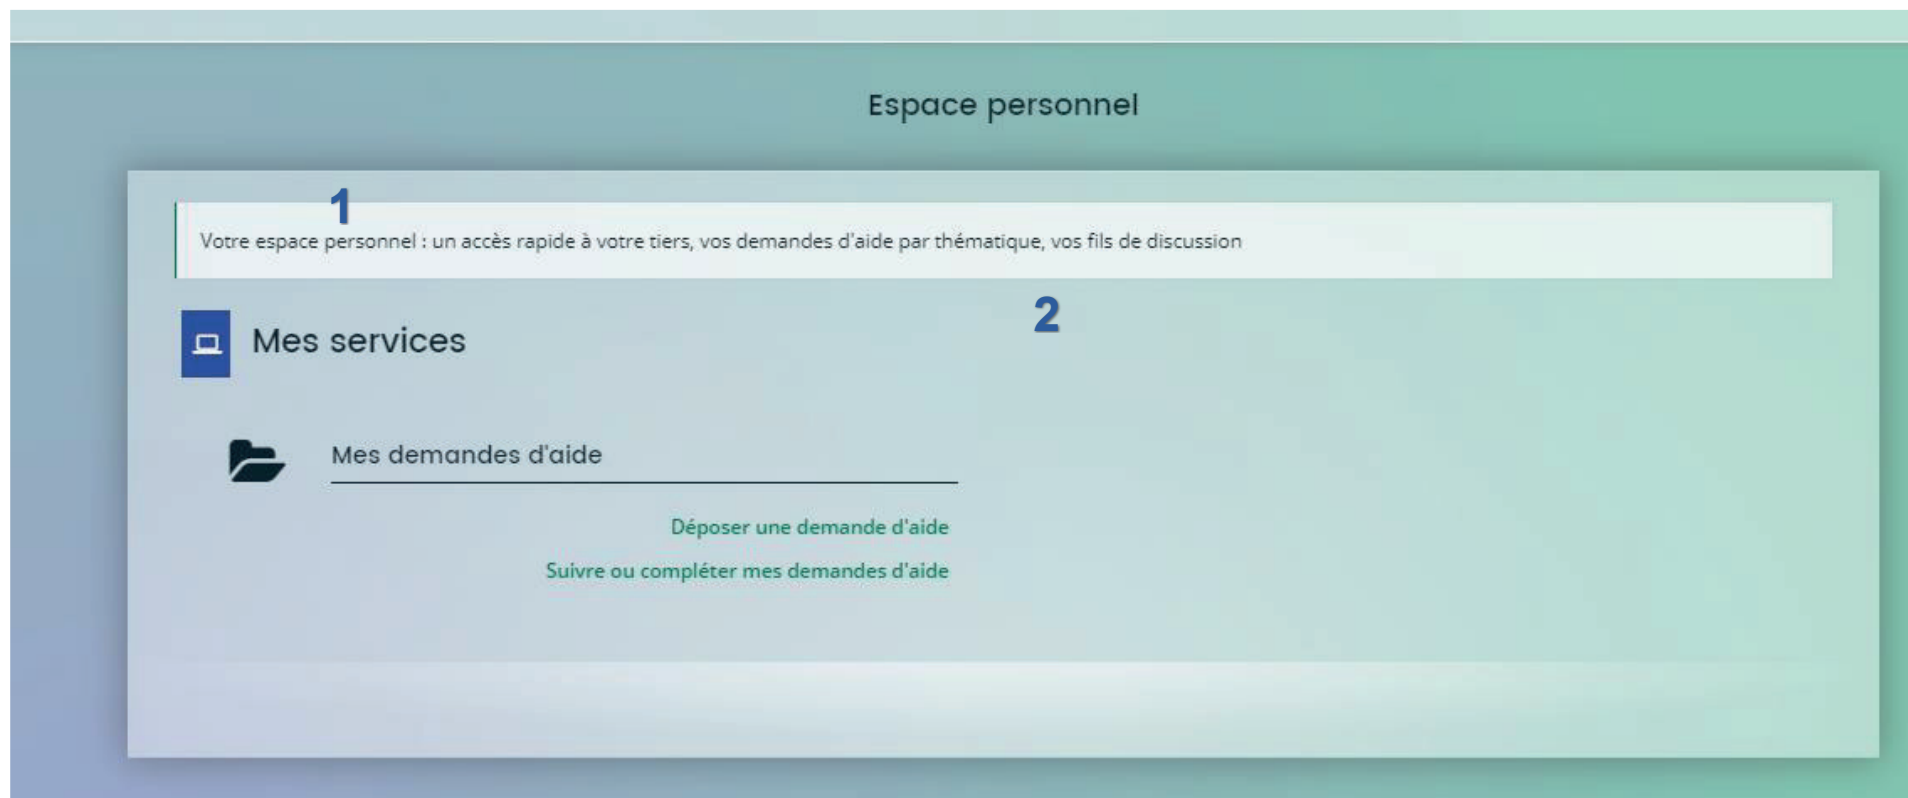 Espace personnel
1
Votre espace personnel : un accès rapide à votre tiers, vos demandes d'aide par thématique, vos fils de discussion
2
Mes services
Mes demandes d'aide
Déposer une demande d'aide
Suivre ou compléter mes demandes d'aide